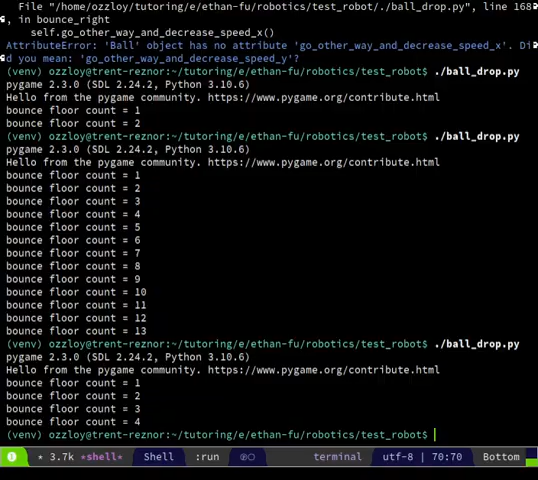 File "/home/ozzloy/tutoring/e/ethan-fu/robotics/test_robot/./ball_drop.py", line 168
, in bounce_right
self.go_other_way_and_decrease_speed_x()
AttributeError: 'Ball' object has no attribute 'go_other_way_and_decrease_speed_x'. Di
d you mean: 'go_other_way_and_decrease_speed_y'?
(venv) ozzloy@trent-reznor:~/tutoring/e/ethan-fu/robotics/test_robot$ ./ball_drop.py
pygame 2.3.0 (SDL 2.24.2, Python 3.10.6)
Hello from the pygame community. https://www.pygame.org/contribute.html
bounce floor count = 1
bounce floor count = 2
(venv) ozzloy@trent-reznor:~/tutoring/e/ethan-fu/robotics/test_robot$ ./ball_drop.py
pygame 2.3.0 (SDL 2.24.2, Python 3.10.6)
Hello from the pygame community. https://www.pygame.org/contribute.html
bounce floor count = 1
bounce floor count = 2
bounce floor count = 3
bounce floor count = 4
bounce floor count = 5
bounce floor count = 6
bounce floor count = 7
bounce floor count = 8
bounce floor count = 9
bounce floor count = 10
bounce floor count = 11
bounce floor count = 12
bounce floor count = 13
(venv) ozzloy@trent-reznor:~/tutoring/e/ethan-fu/robotics/test_robot$ ./ball_drop.py
pygame 2.3.0 (SDL 2.24.2, Python 3.10.6)
Hello from the pygame community. https://www.pygame.org/contribute.html
bounce floor count = 1
bounce floor count = 2
bounce floor count = 3
bounce floor count = 4
(venv) ozzloy@trent-reznor:~/tutoring/e/ethan-fu/robotics/test_robot$
* 3.7k *shell* Shell :run terminal utf-8 | 70:70 Bottom